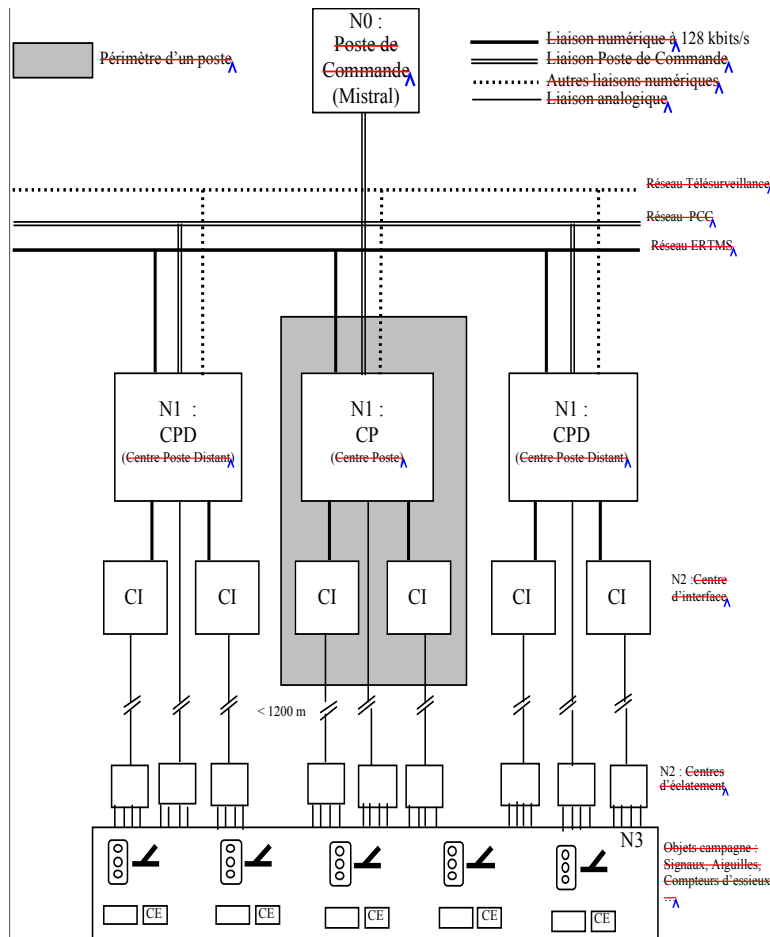 N0 :
Poste de
Commande
(Mistral)
Périmètre d'un poste
Liaison numérique à 128 kbits/s
Liaison Poste de Commande
Autres liaisons numériques
Liaison analogique
Réseau Télésurveillance
Réseau PCC
Réseau ERTMS
N1 :
CPD
(Centre Poste Distant)
N1 :
CP
(Centre Poste)
N1 :
CPD
(Centre Poste Distant)
CI
CI
CI
CI
CI
CI
N2 :Centre
d'interface
< 1200 m
N2 : Centres
d'éclatement
N3
Objets campagne :
Signaux, Aiguilles,
Compteurs d'essieux
...
CE
CE
CE
CE
CE